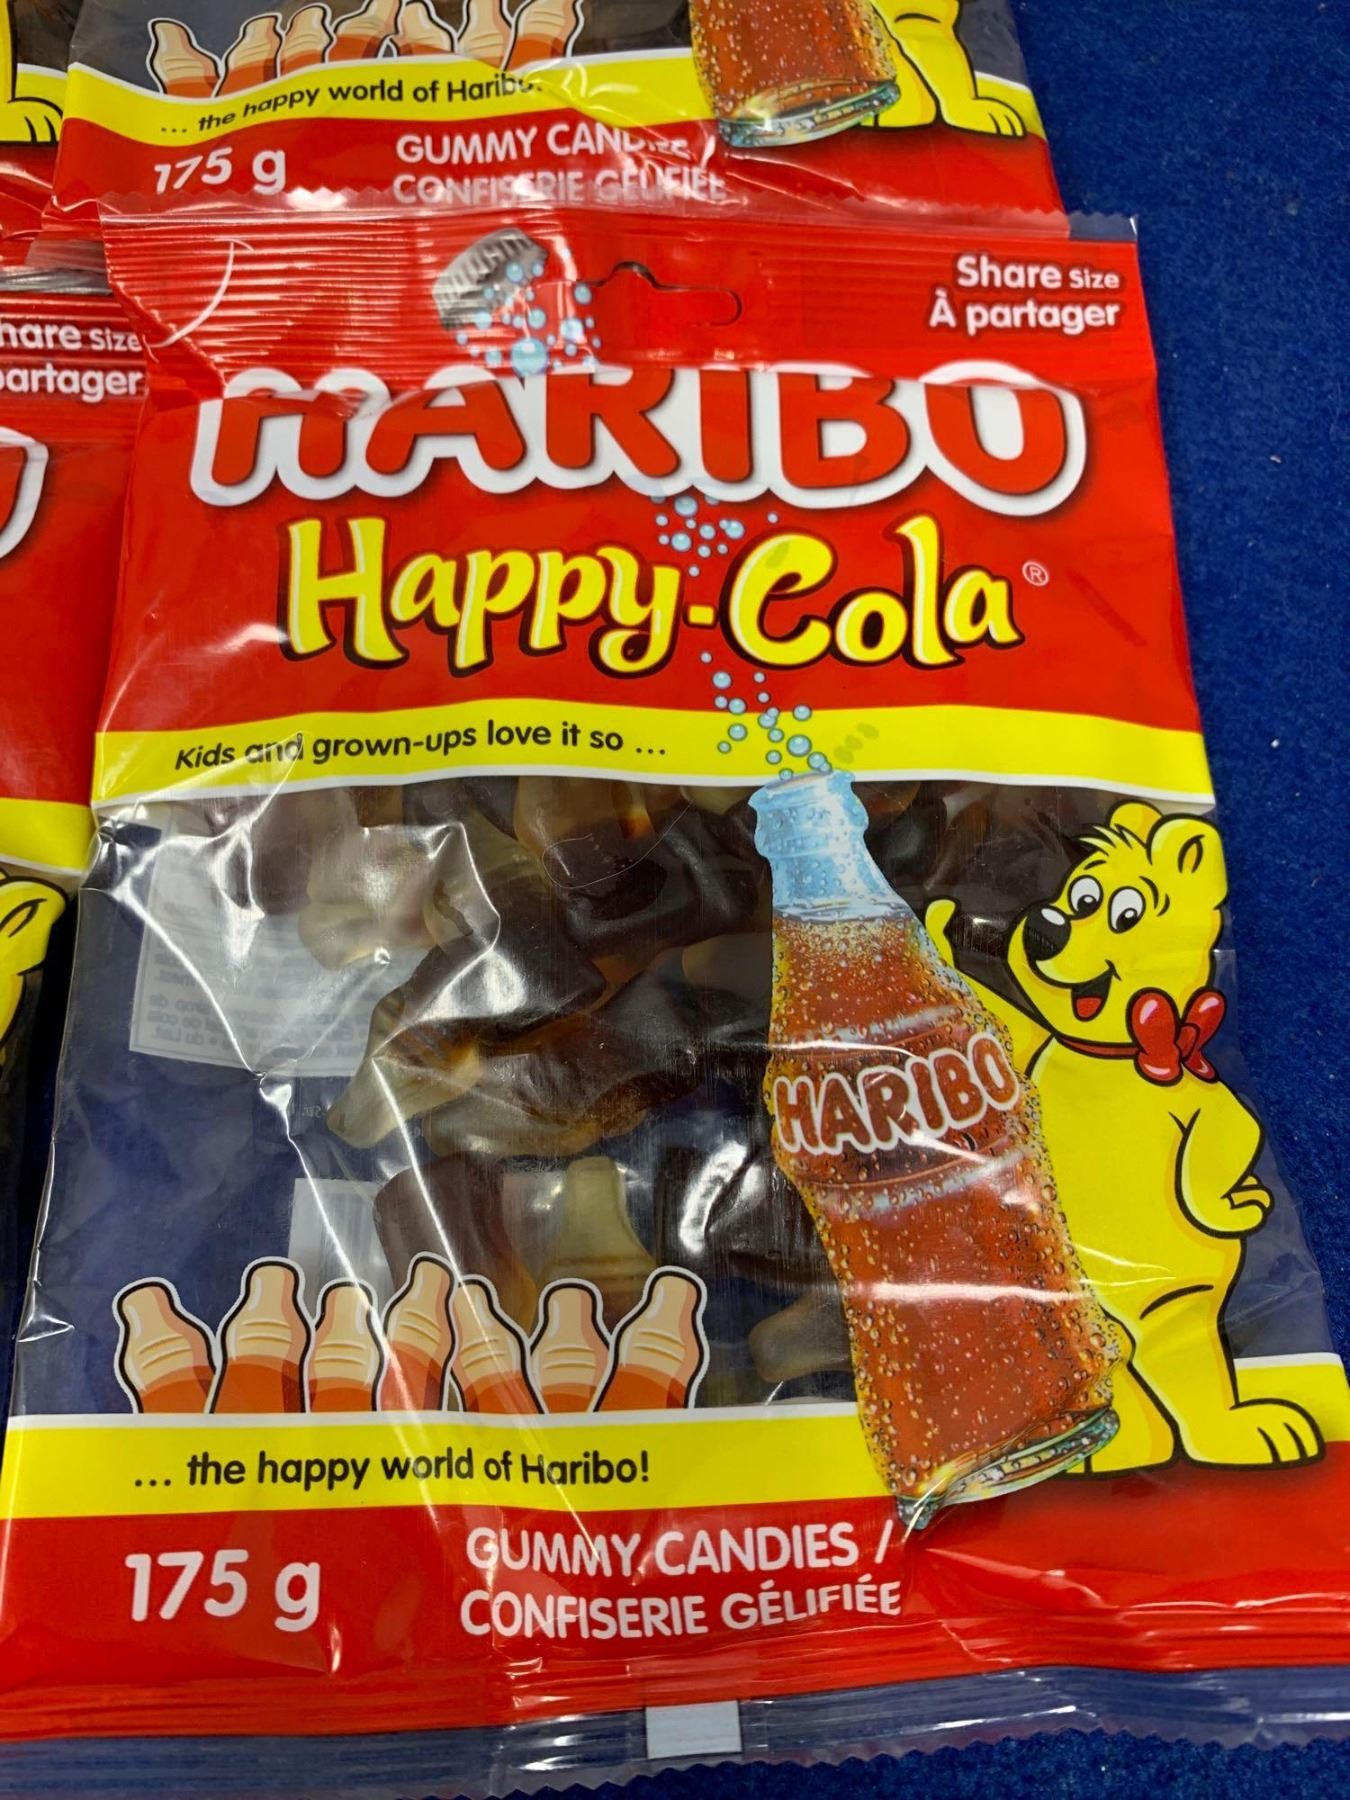 ... the happy world of Haribo!
175 g
GUMMY CANDIES /
CONFISERIE GÉLIFIÉE
Share Size
À partager
hare Size
partager
HARIBO
Happy-Cola®
Kids and grown-ups love it so ...
HARIBO
... the happy world of Haribo!
175 g
GUMMY CANDIES /
CONFISERIE GÉLIFIÉE